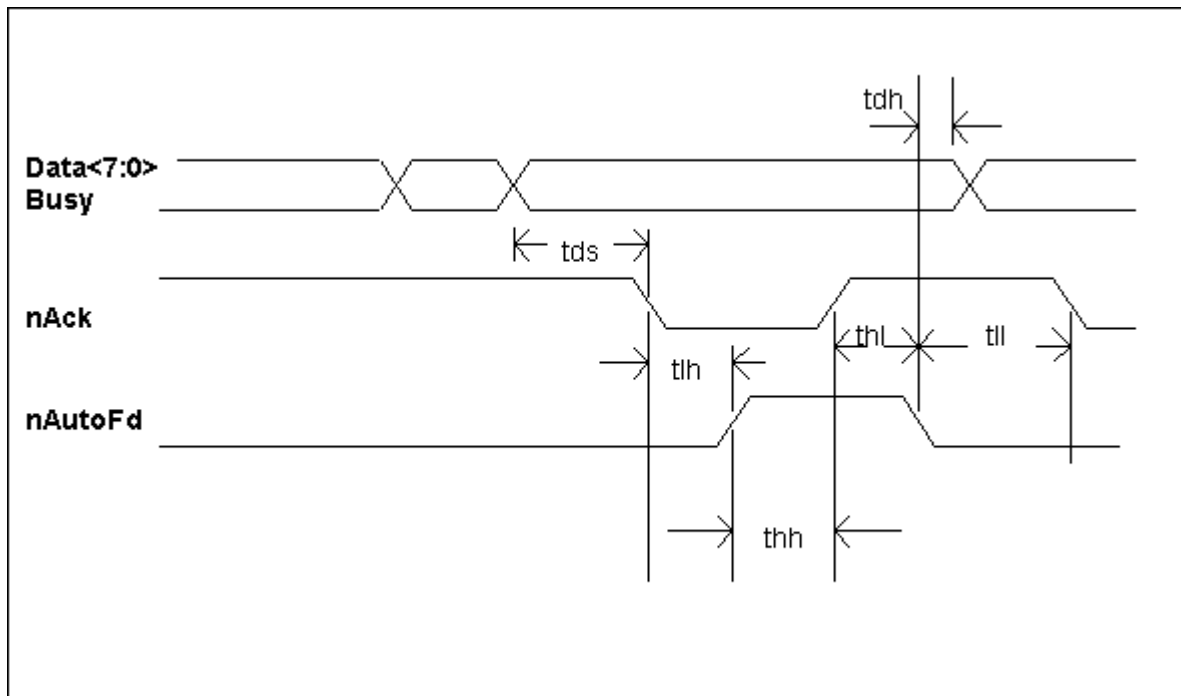 tdh
Data<7:0>
Busy
tds
nAck
thl
tll
tlh
nAutoFd
thh